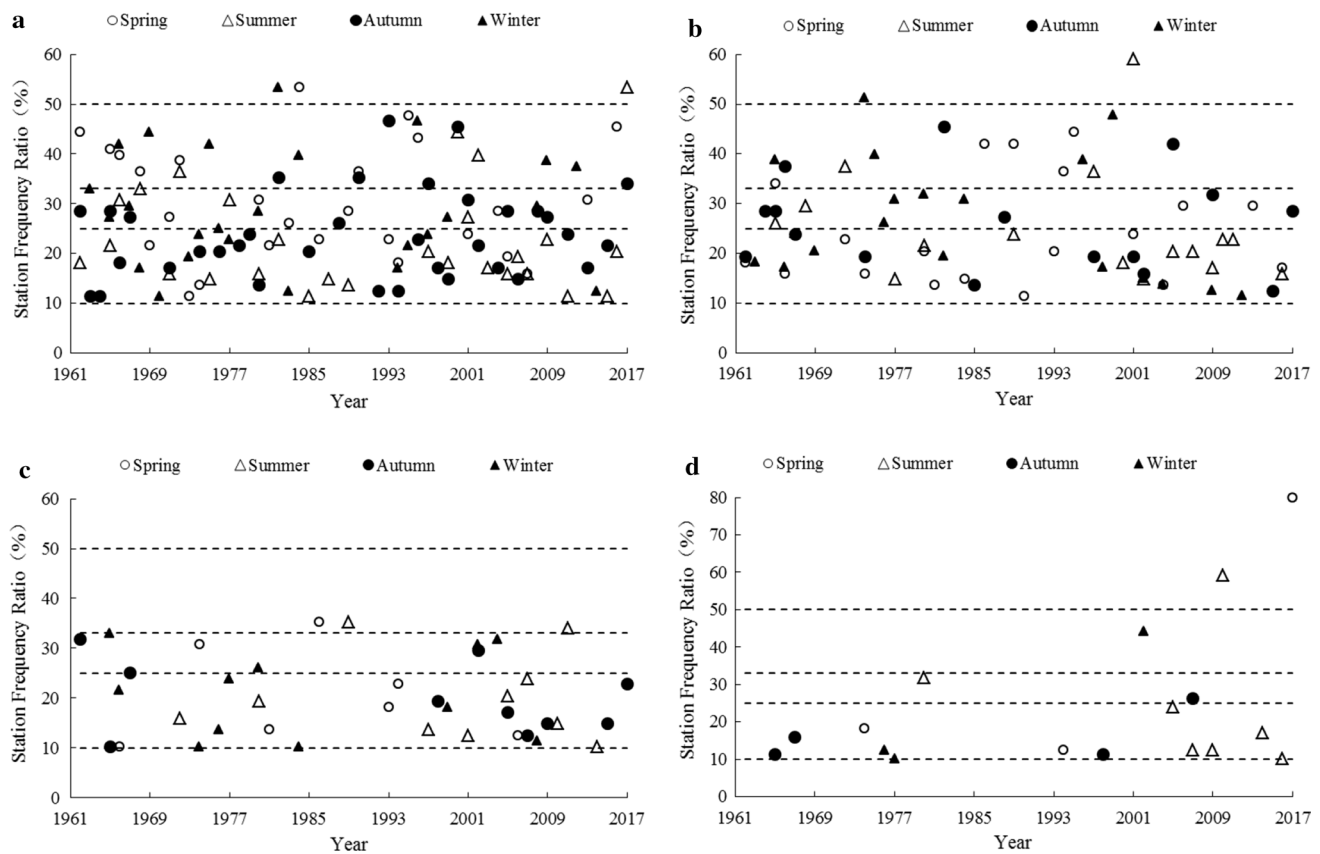 a
Spring Summer Autumn Winter
Station Frequency Ratio (%)
60
50
40
30
20
10
0
1961 1969 1977 1985 1993 2001 2009 2017
Year
b
Spring Summer Autumn Winter
Station Frequency Ratio (%)
60
50
40
30
20
10
0
1961 1969 1977 1985 1993 2001 2009 2017
Year
c
Spring Summer Autumn Winter
Station Frequency Ratio (%)
60
50
40
30
20
10
0
1961 1969 1977 1985 1993 2001 2009 2017
Year
d
Spring Summer Autumn Winter
Station Frequency Ratio (%)
80
70
60
50
40
30
20
10
0
1961 1969 1977 1985 1993 2001 2009 2017
Year